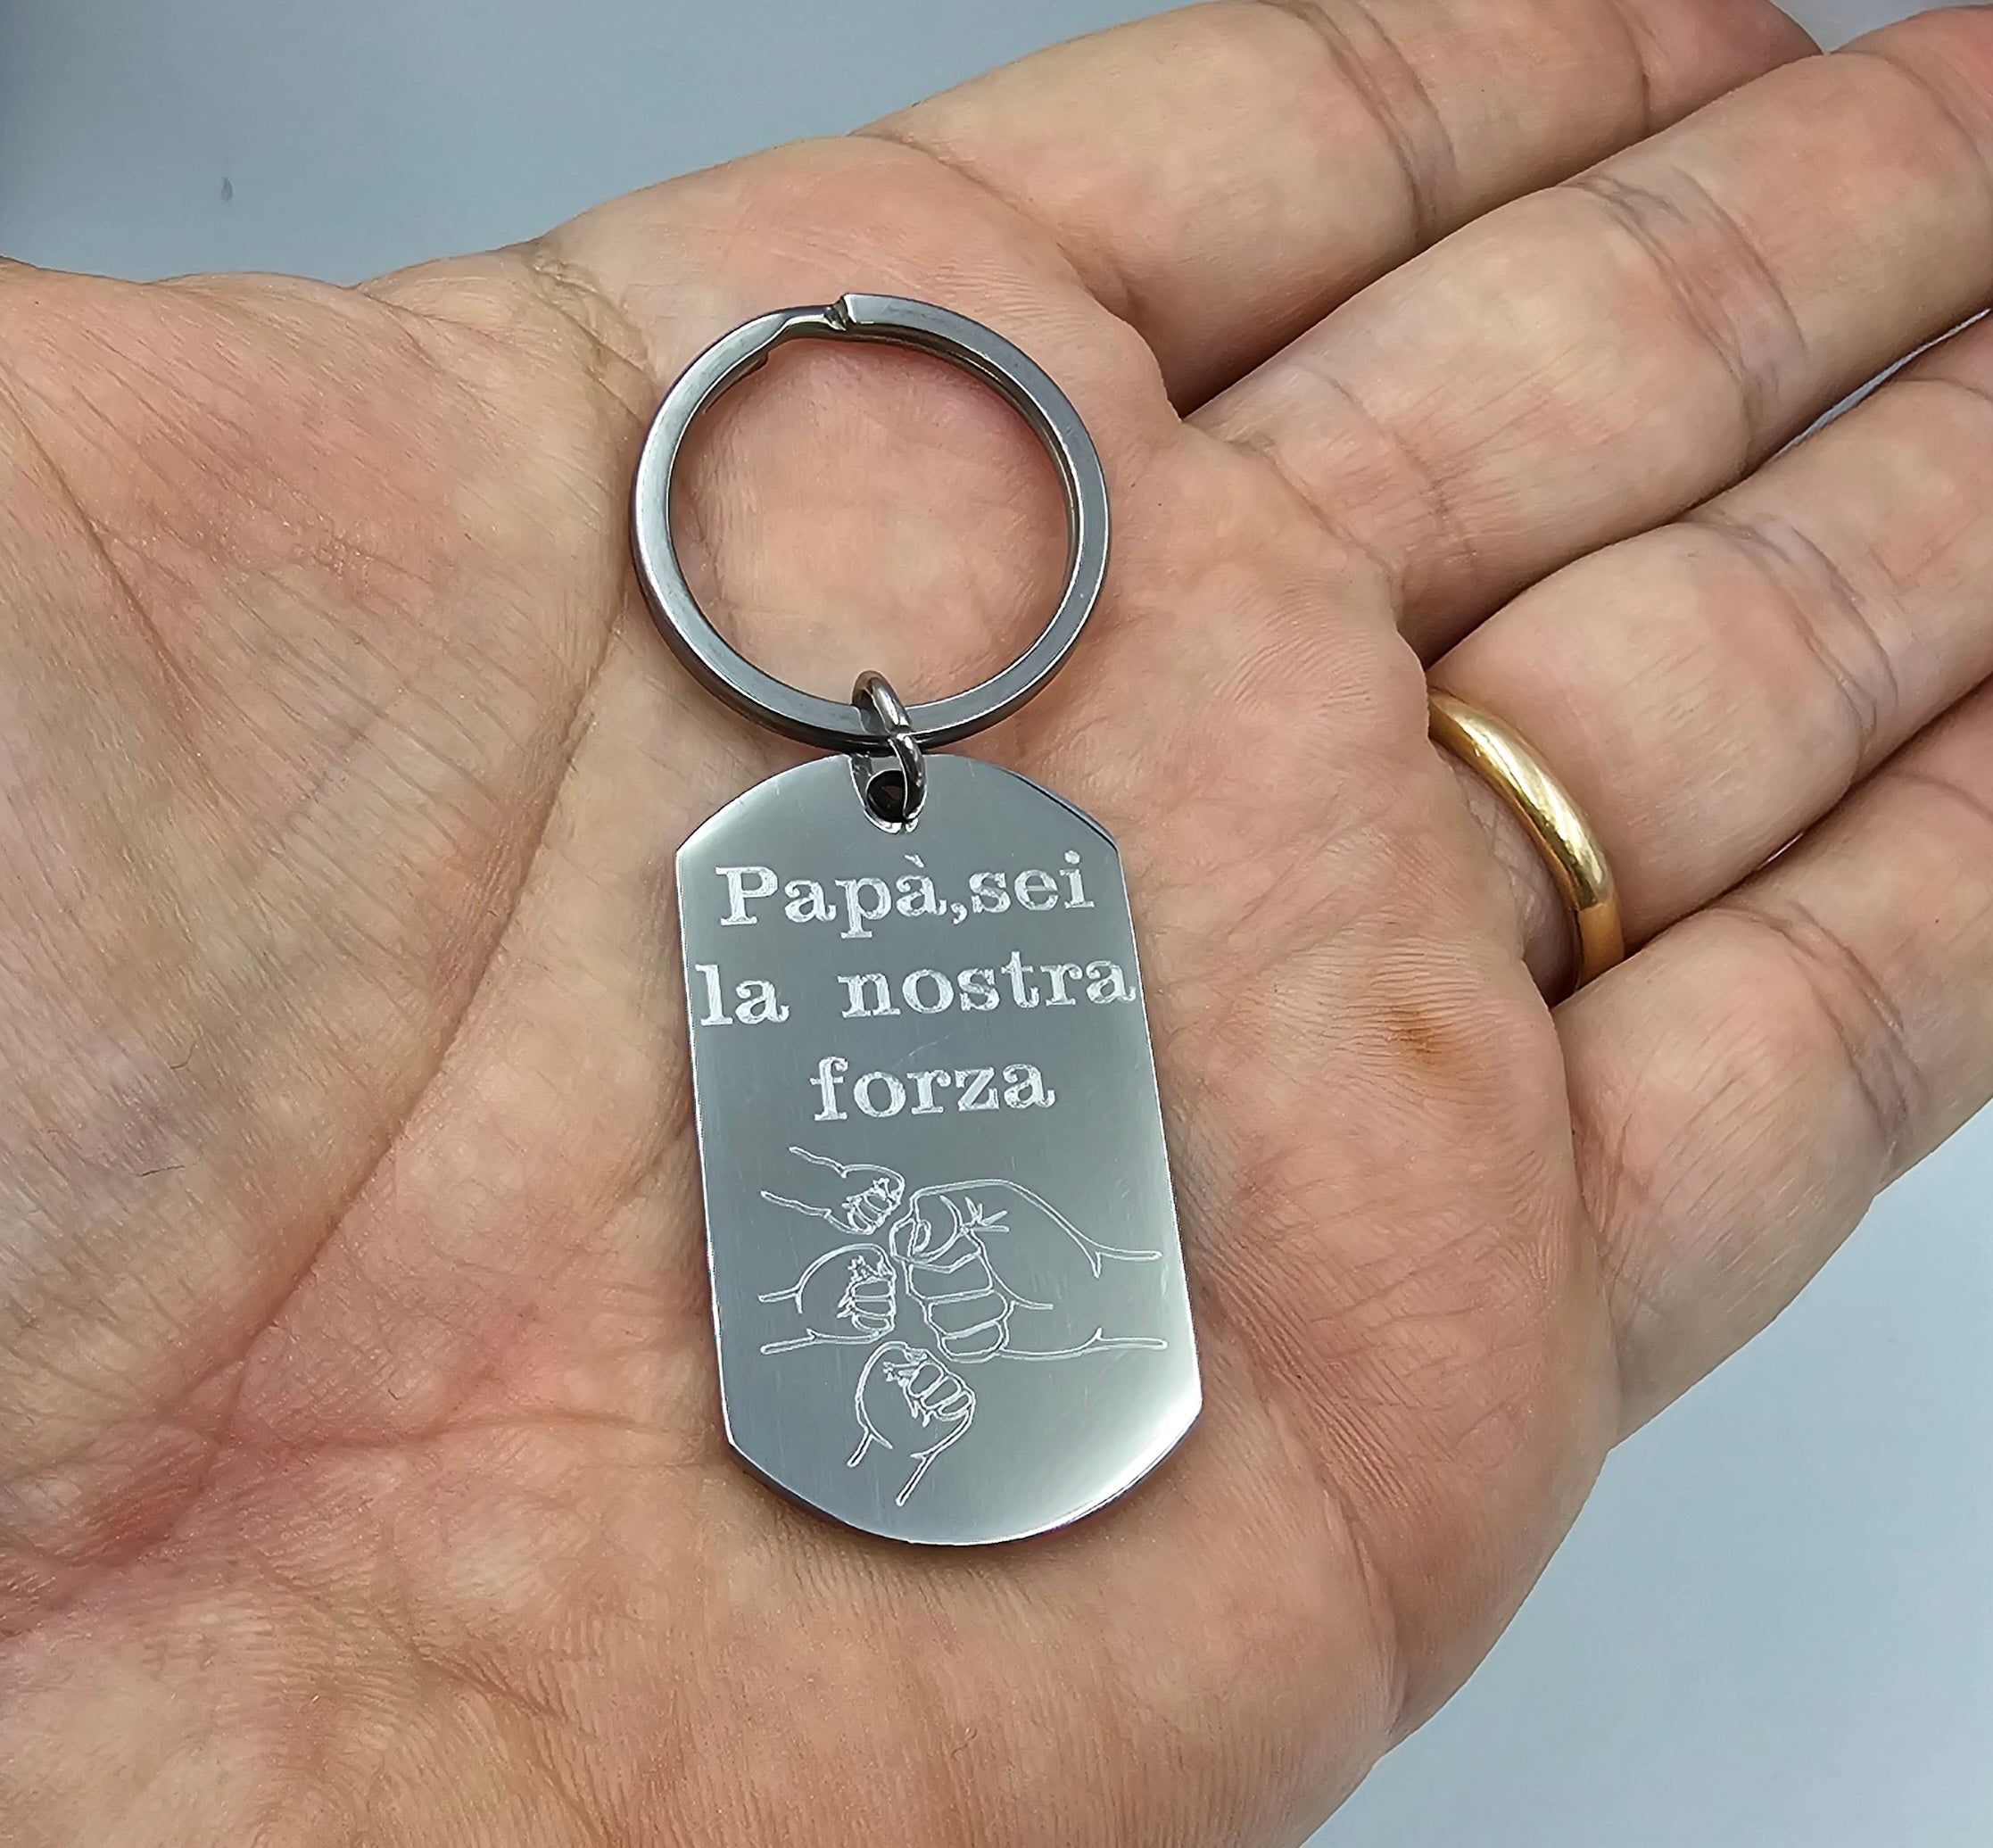 Papà,sei
la nostra
forza